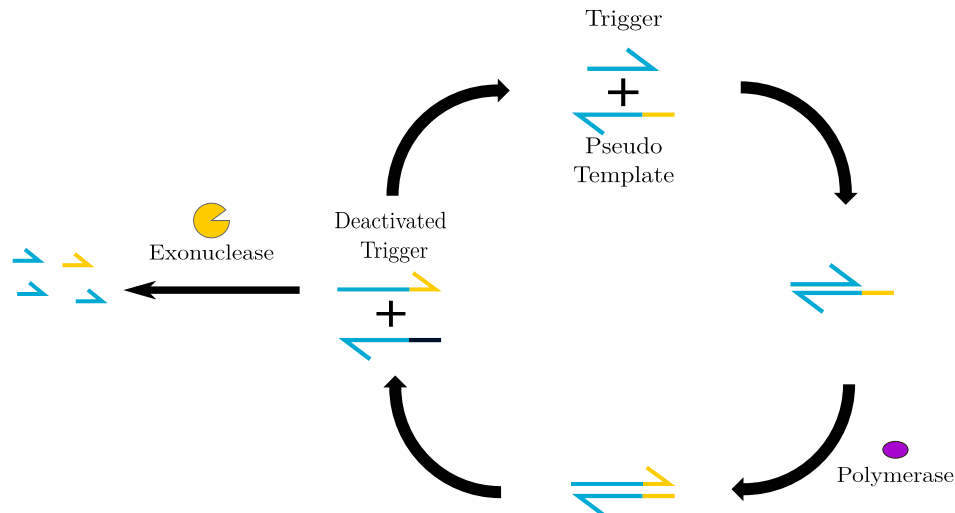 Trigger
Pseudo
Template
Deactivated
Trigger
Exonuclease
Polymerase